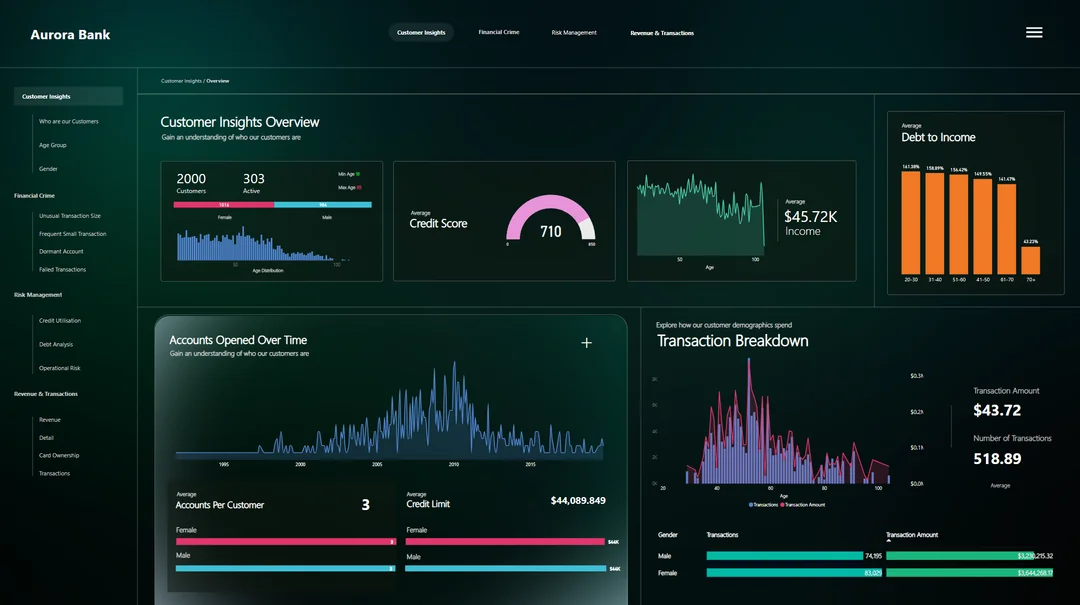 Aurora Bank
Customer Insights
Financial Crime
Risk Management
Revenue & Transactions
Customer Insights / Overview
Customer Insights
Who are our Customers
Age Group
Gender
Financial Crime
Unusual Transaction Size
Frequent Small Transaction
Dormant Account
Failed Transactions
Risk Management
Credit Utilisation
Debt Analysis
Operational Risk
Revenue & Transactions
Revenue
Detail
Card Ownership
Transactions
Customer Insights Overview
Gain an understanding of who our customers are
2000
Customers
303
Active
Min Age
Max Age
1016
984
Female
Male
50
100
Age Distribution
Average
Credit Score
710
0
850
50
100
Age
Average
$45.72K
Income
Average
Debt to Income
161.38%
158.89%
156.42%
149.55%
141.47%
43.23%
20-30
31-40
51-60
41-50
61-70
70+
Accounts Opened Over Time
Gain an understanding of who our customers are
1995
2000
2005
2010
2015
Average
Accounts Per Customer
3
Female
3
Male
Average
Credit Limit
$44,089.849
Female
$44K
Male
$44K
Explore how our customer demographics spend
Transaction Breakdown
$0.2
$0.1
20
40
60
80
100
Age
Transactions
Transaction Amount
Transaction Amount
$43.72
Number of Transactions
518.89
Average
Gender
Transactions
Transaction Amount
Male
74,195
$3,230,215.32
Female
83,029
$3,644,268.17